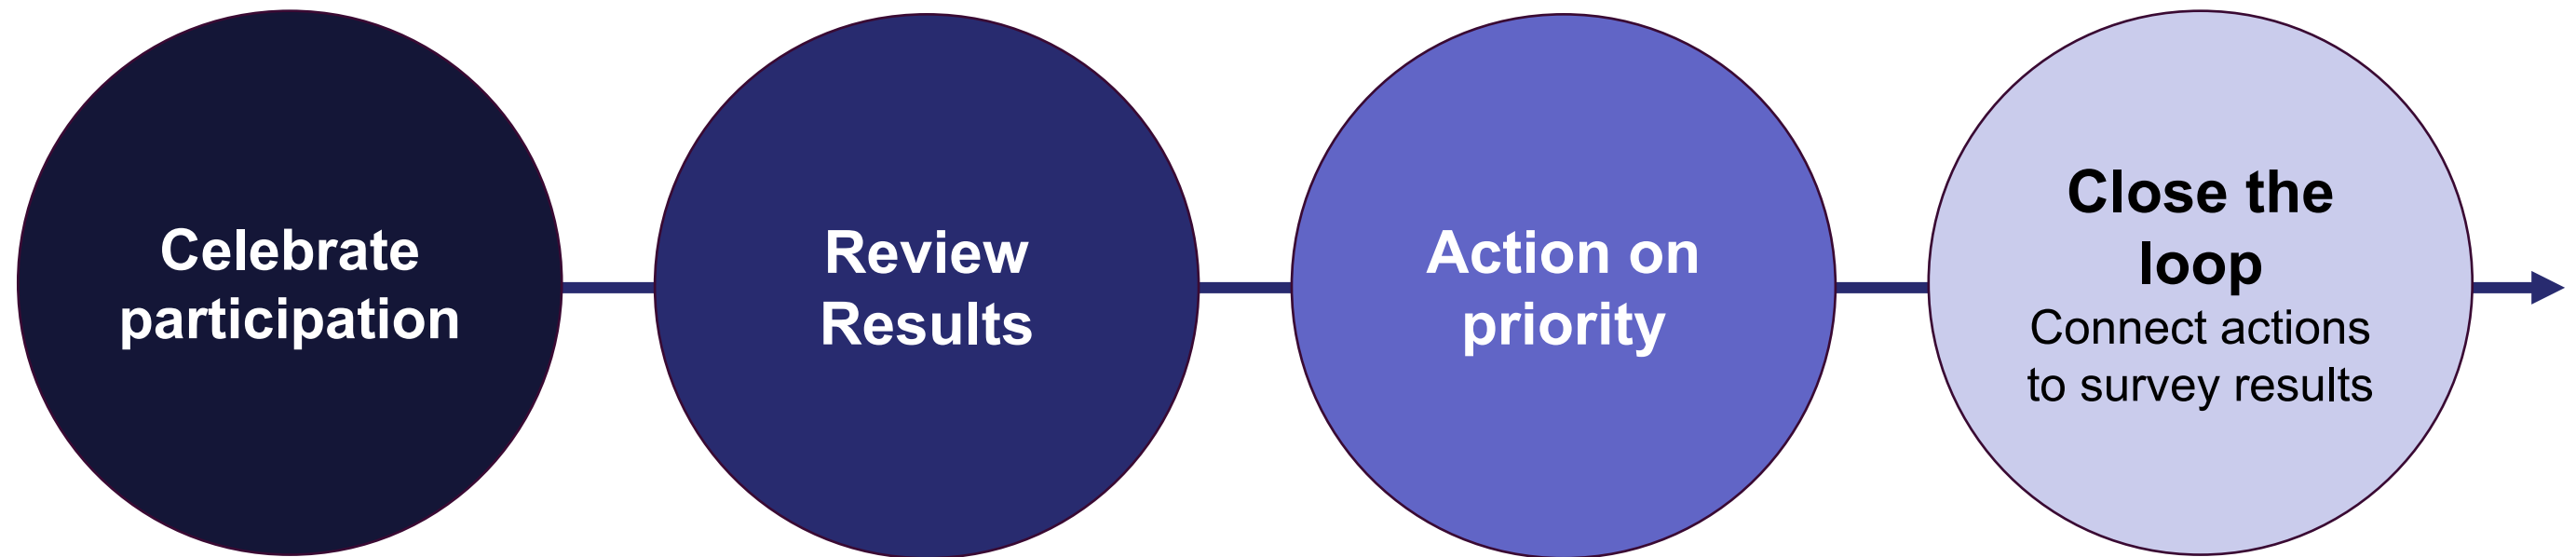 Celebrate
participation
Review
Results
Action on
priority
Close the
loop
Connect actions
to survey results